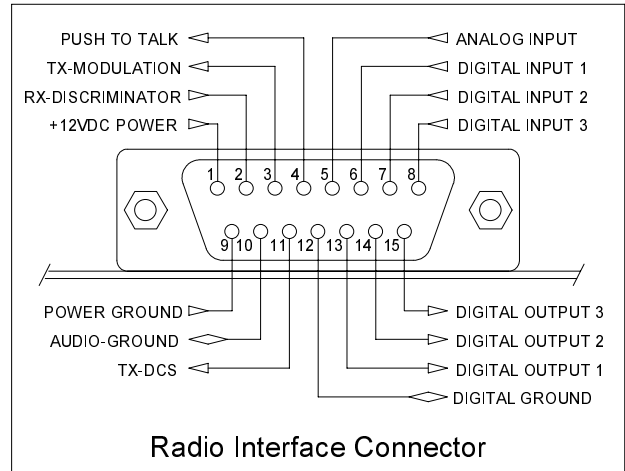 PUSH TO TALK
ANALOG INPUT
TX-MODULATION
DIGITAL INPUT 1
RX-DISCRIMINATOR
DIGITAL INPUT 2
+12VDC POWER
DIGITAL INPUT 3
1 2 3 4 5 6 7 8
9 10 11 12 13 14 15
POWER GROUND
DIGITAL OUTPUT 3
AUDIO-GROUND
DIGITAL OUTPUT 2
TX-DCS
DIGITAL OUTPUT 1
DIGITAL GROUND
Radio Interface Connector